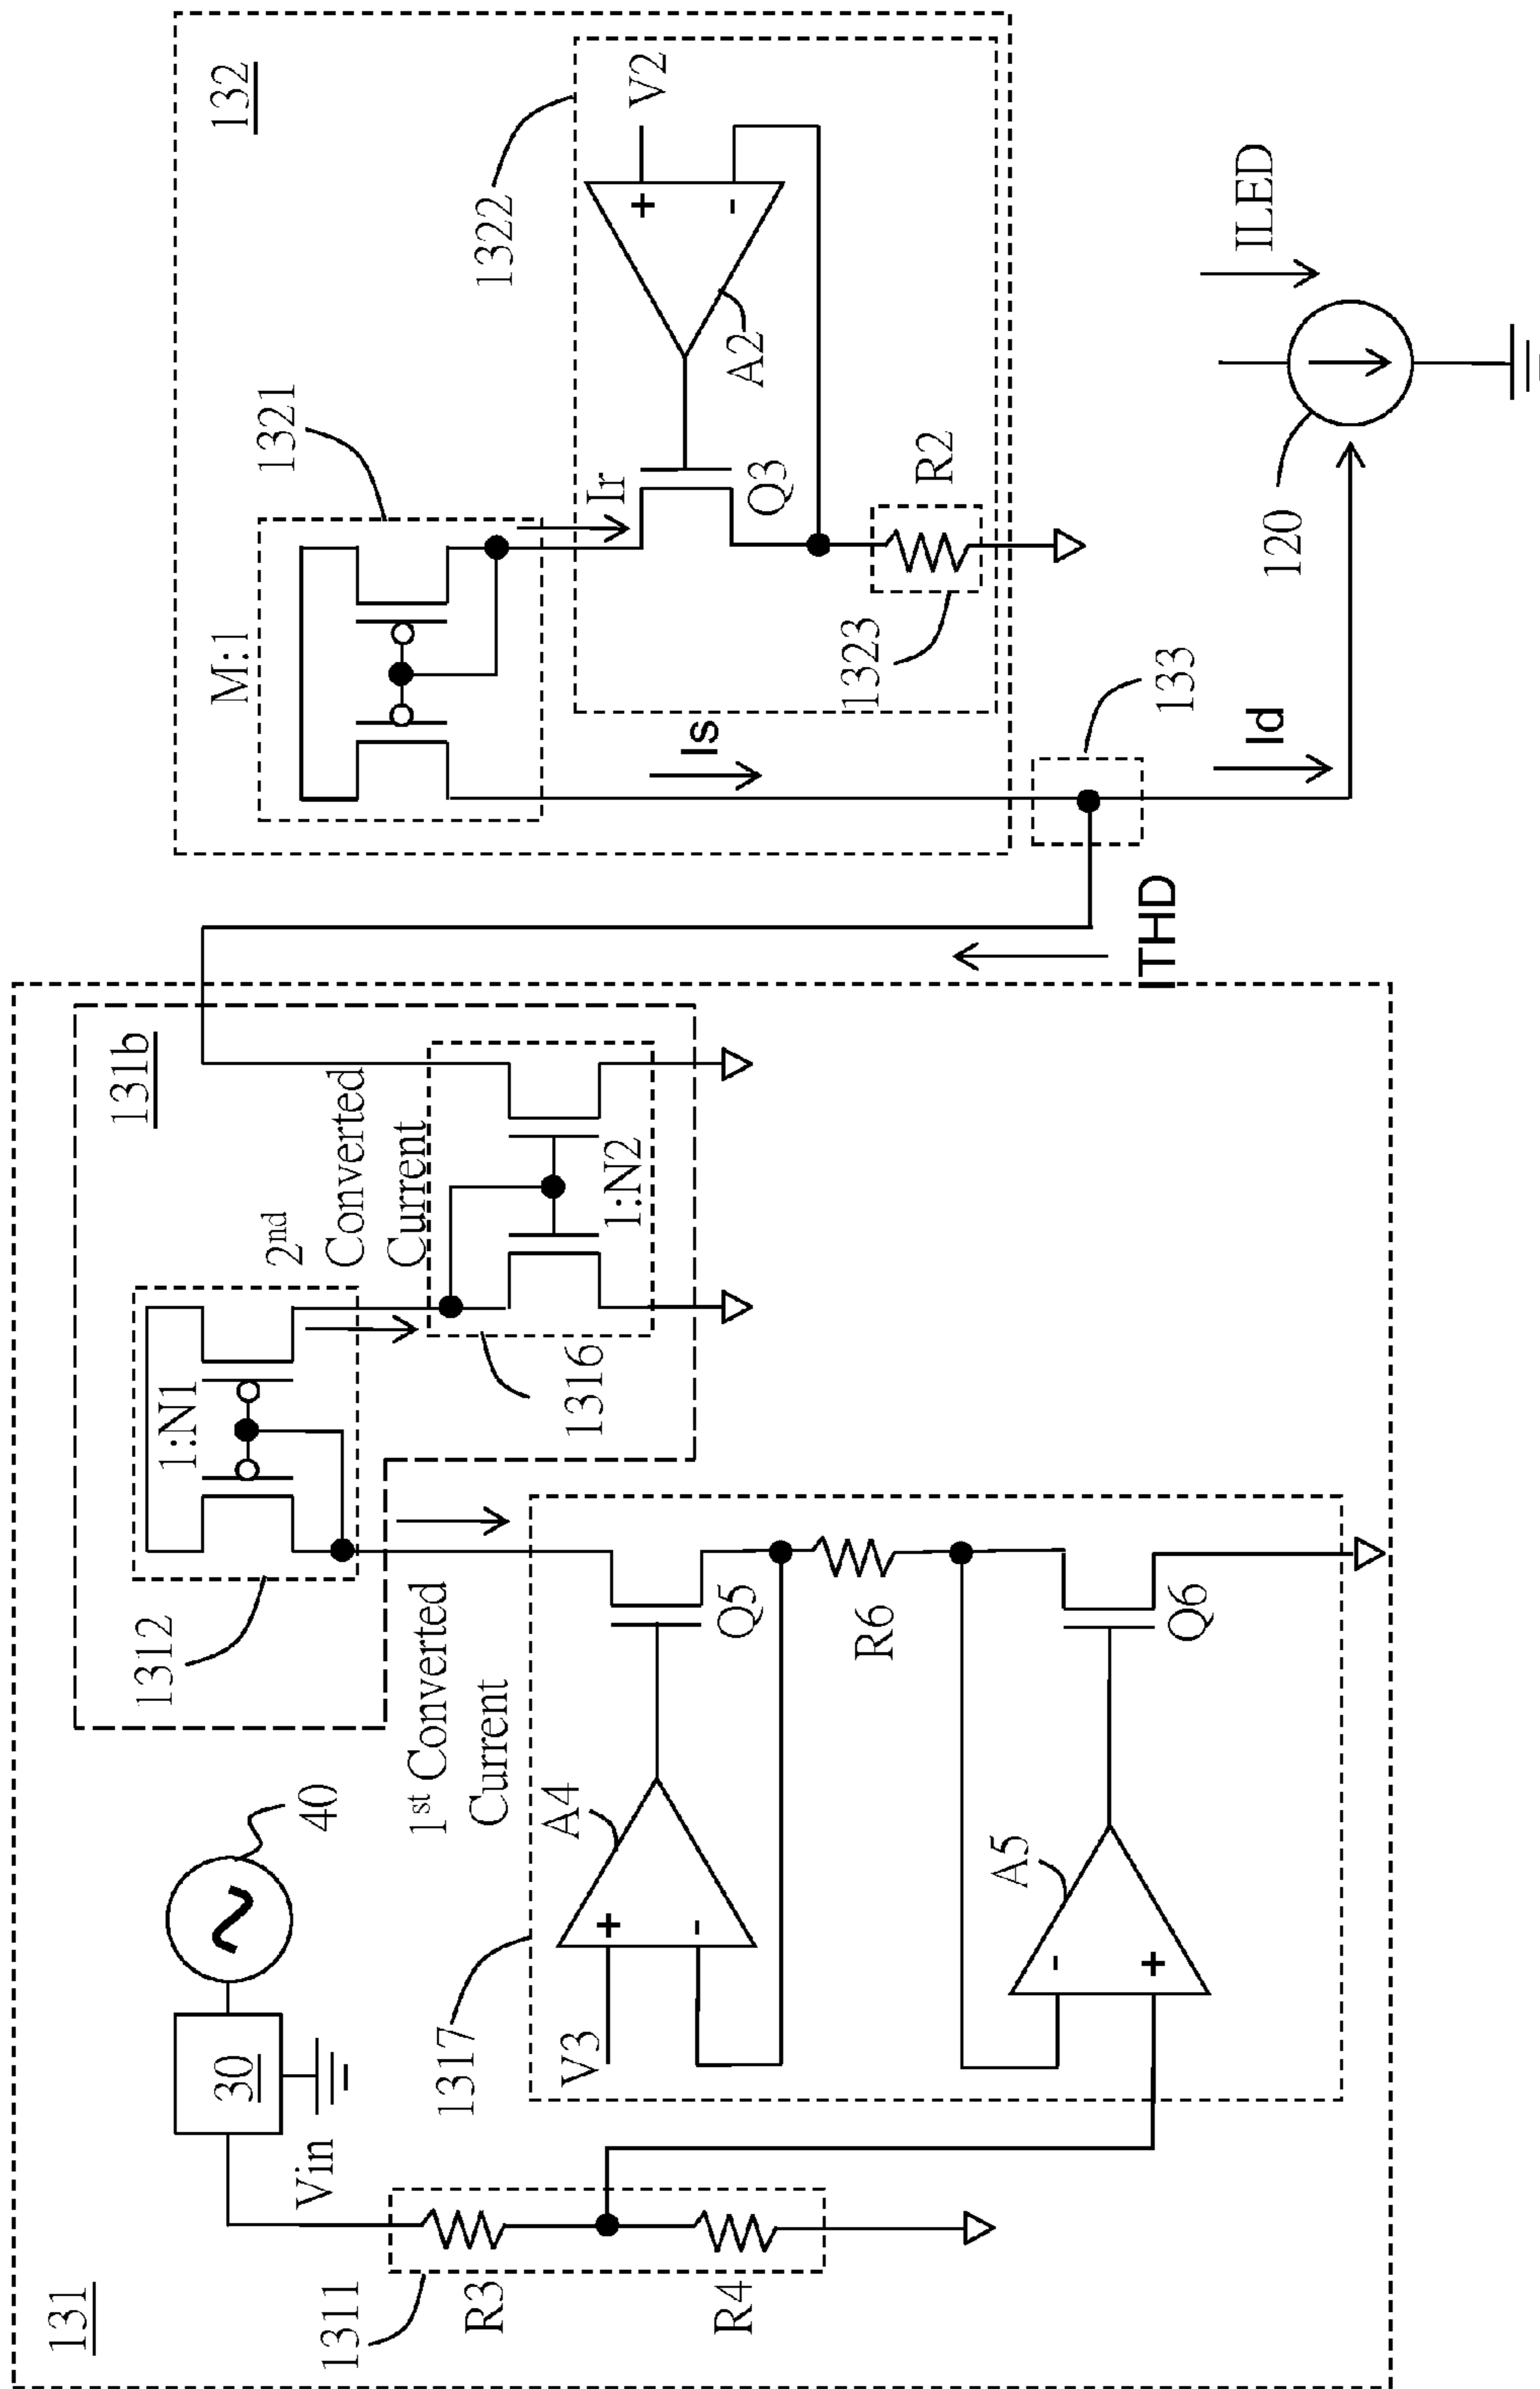 131
1311
R3
R4
Vin
30
40
1317
V3
+
-
A4
A5
-
+
1st Converted
Current
Q5
R6
Q6
1312
1:N1
131b
2nd
Converted
Current
1316
1:N2
ITHD
132
M:1
1321
Is
Ir
1322
V2
+
-
A2
Q3
R2
1323
133
Id
120
ILED